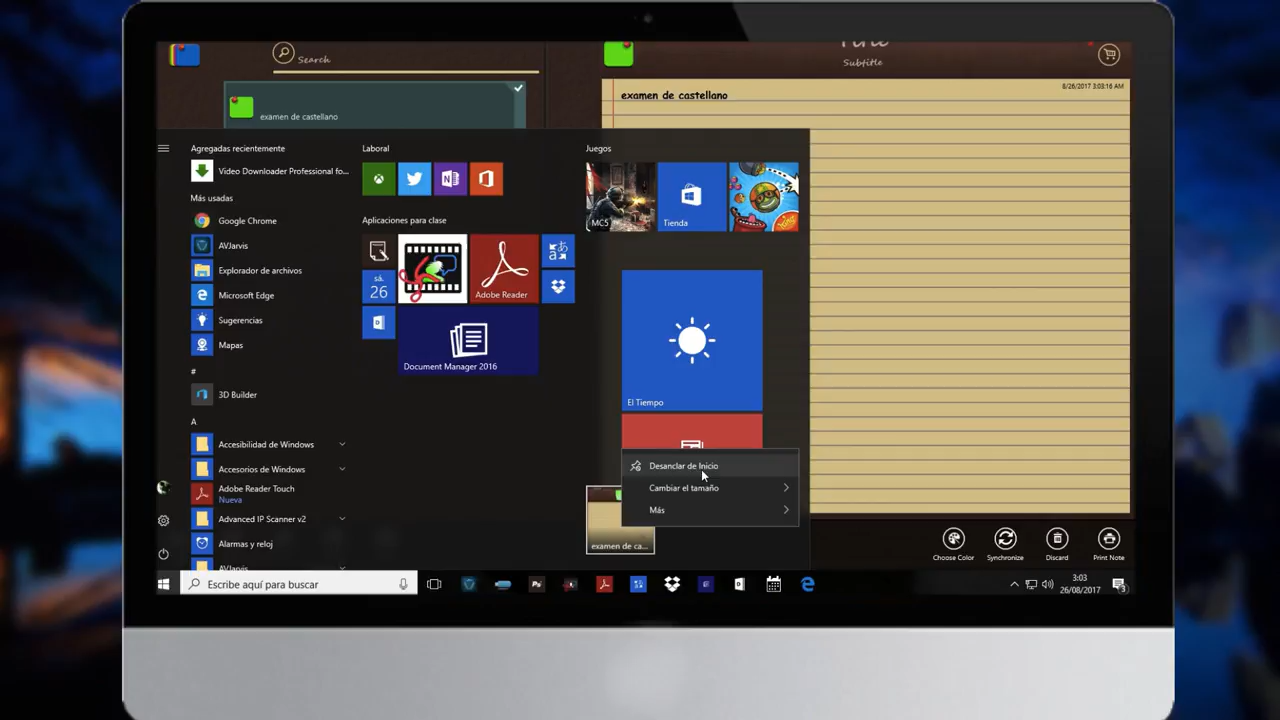 Search
Subtitle
examen de castellano
examen de castellano
8/26/2017 3:03:16 AM
Agregadas recientemente
Video Downloader Professional fo...
Más usadas
Google Chrome
AVJarvis
Explorador de archivos
Microsoft Edge
Sugerencias
Mapas
#
3D Builder
A
Accesibilidad de Windows
Accesorios de Windows
Adobe Reader Touch
Nueva
Advanced IP Scanner v2
Alarmas y reloj
AVJarvis
Laboral
Aplicaciones para clase
sá.
26
Adobe Reader
Document Manager 2016
Juegos
MC5
Tienda
El Tiempo
Desanclar de Inicio
Cambiar el tamaño
Más
examen de ca...
Choose Color
Synchronize
Discard
Print Note
Escribe aquí para buscar
3:03
26/08/2017
3